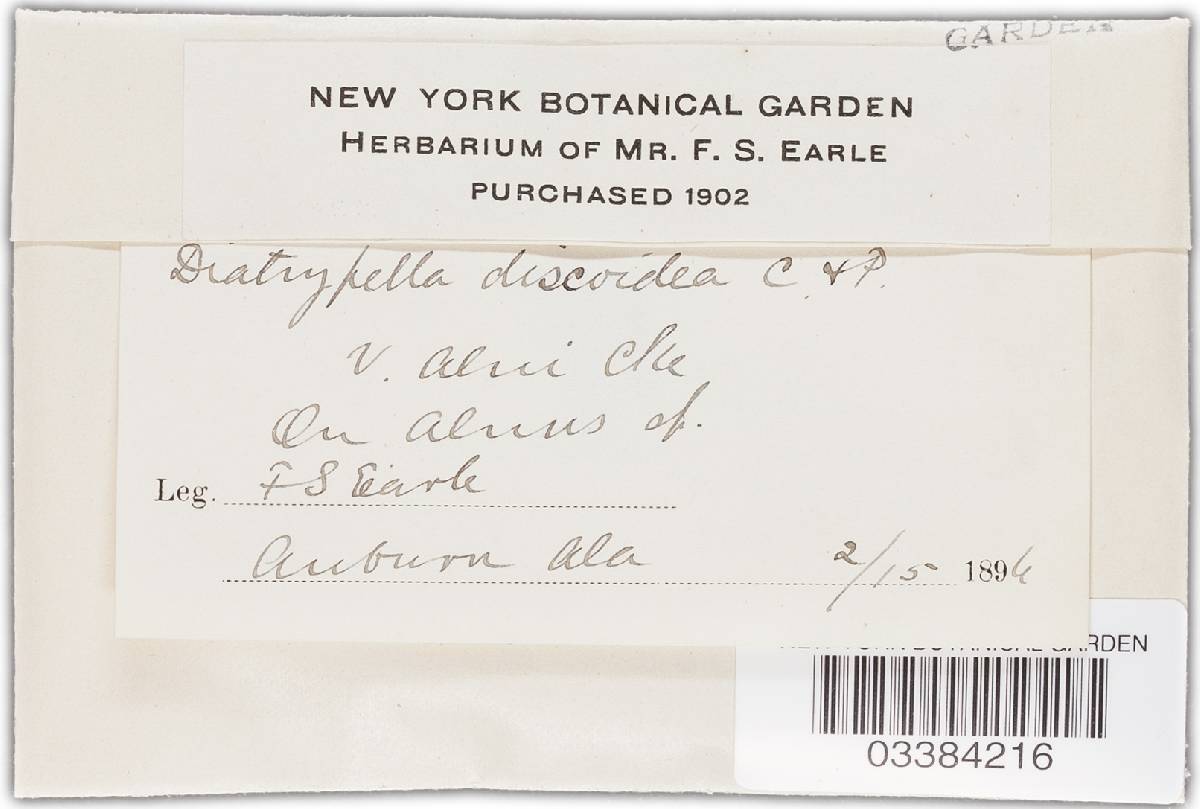 GARDEN
NEW YORK BOTANICAL GARDEN
HERBARIUM OF MR. F. S. EARLE
PURCHASED 1902
Diatrypella discoidea C. & P.
v. alni Cke
On Alnus sp.
Leg. F S Earle
Auburn Ala 2/15 1896
NEW YORK BOTANICAL GARDEN
03384216